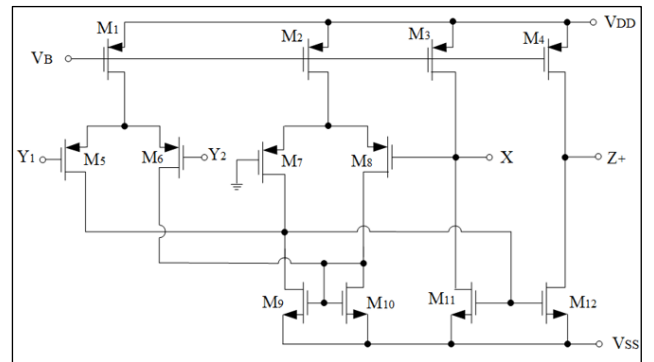 M1 M2 M3 M4 VDD
VB
Y1 M5 M6 Y2 M7 M8 X Z+
M9 M10 M11 M12
VSS